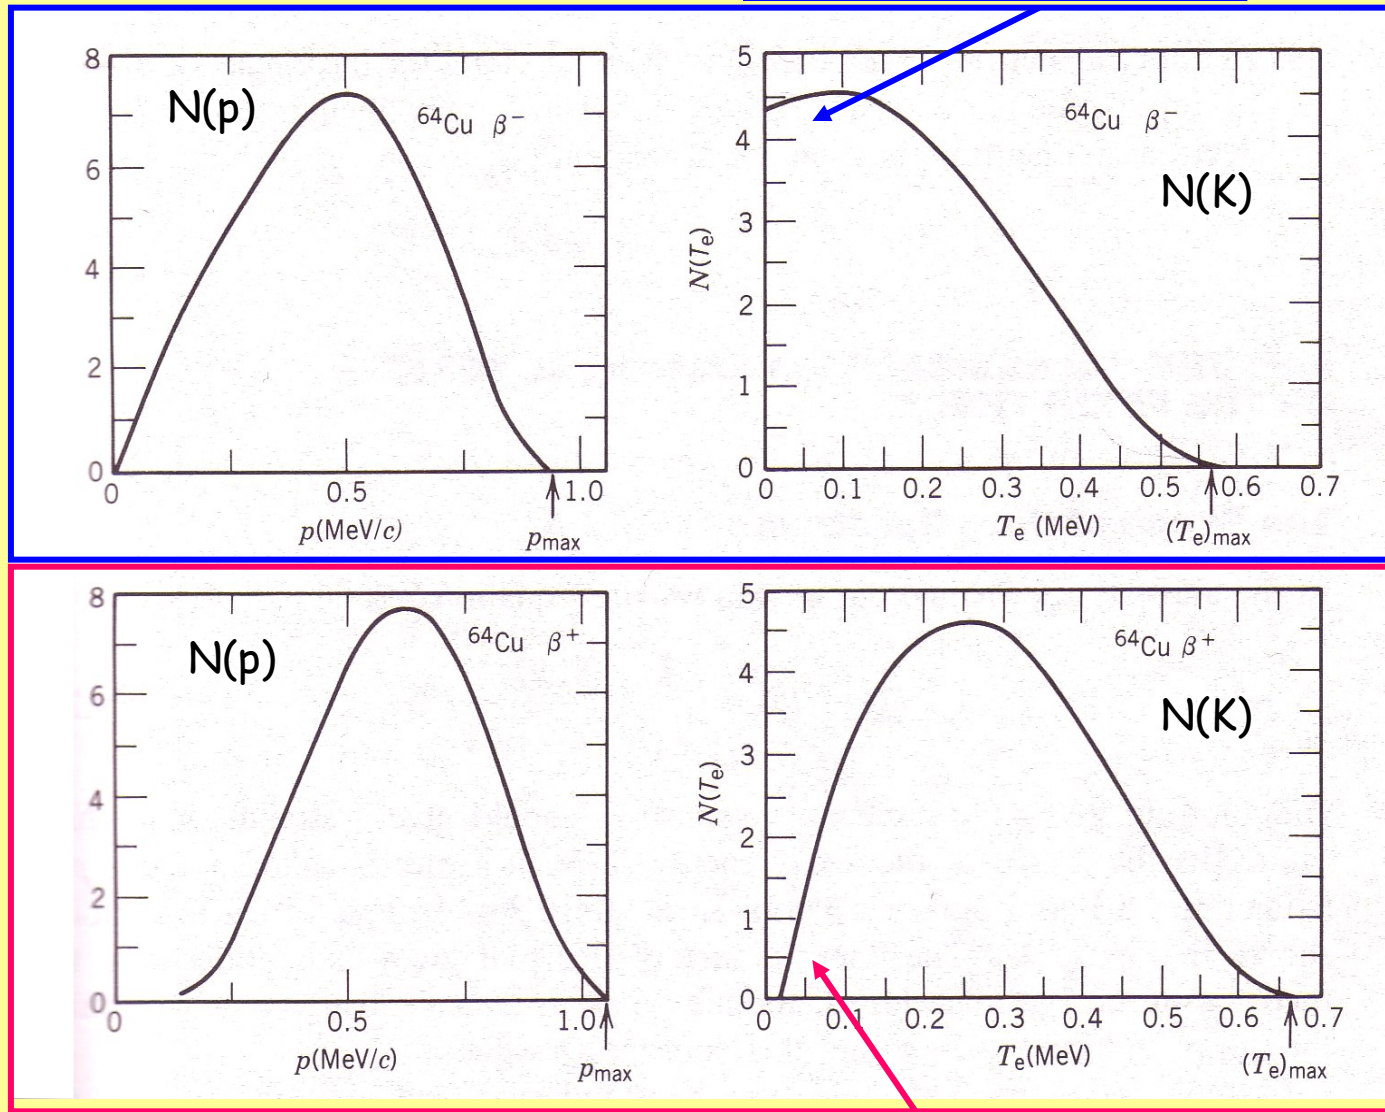 N(p)
⁶⁴Cu β⁻
8
6
4
2
0
0 0.5 1.0
p(MeV/c)
pₘₐₓ
N(K)
⁶⁴Cu β⁻
N(Tₑ)
5
4
3
2
1
0
0 0.1 0.2 0.3 0.4 0.5 0.6 0.7
Tₑ (MeV)
(Tₑ)ₘₐₓ
N(p)
⁶⁴Cu β⁺
8
6
4
2
0
0 0.5 1.0
p(MeV/c)
pₘₐₓ
N(K)
⁶⁴Cu β⁺
N(Tₑ)
5
4
3
2
1
0
0 0.1 0.2 0.3 0.4 0.5 0.6 0.7
Tₑ(MeV)
(Tₑ)ₘₐₓ